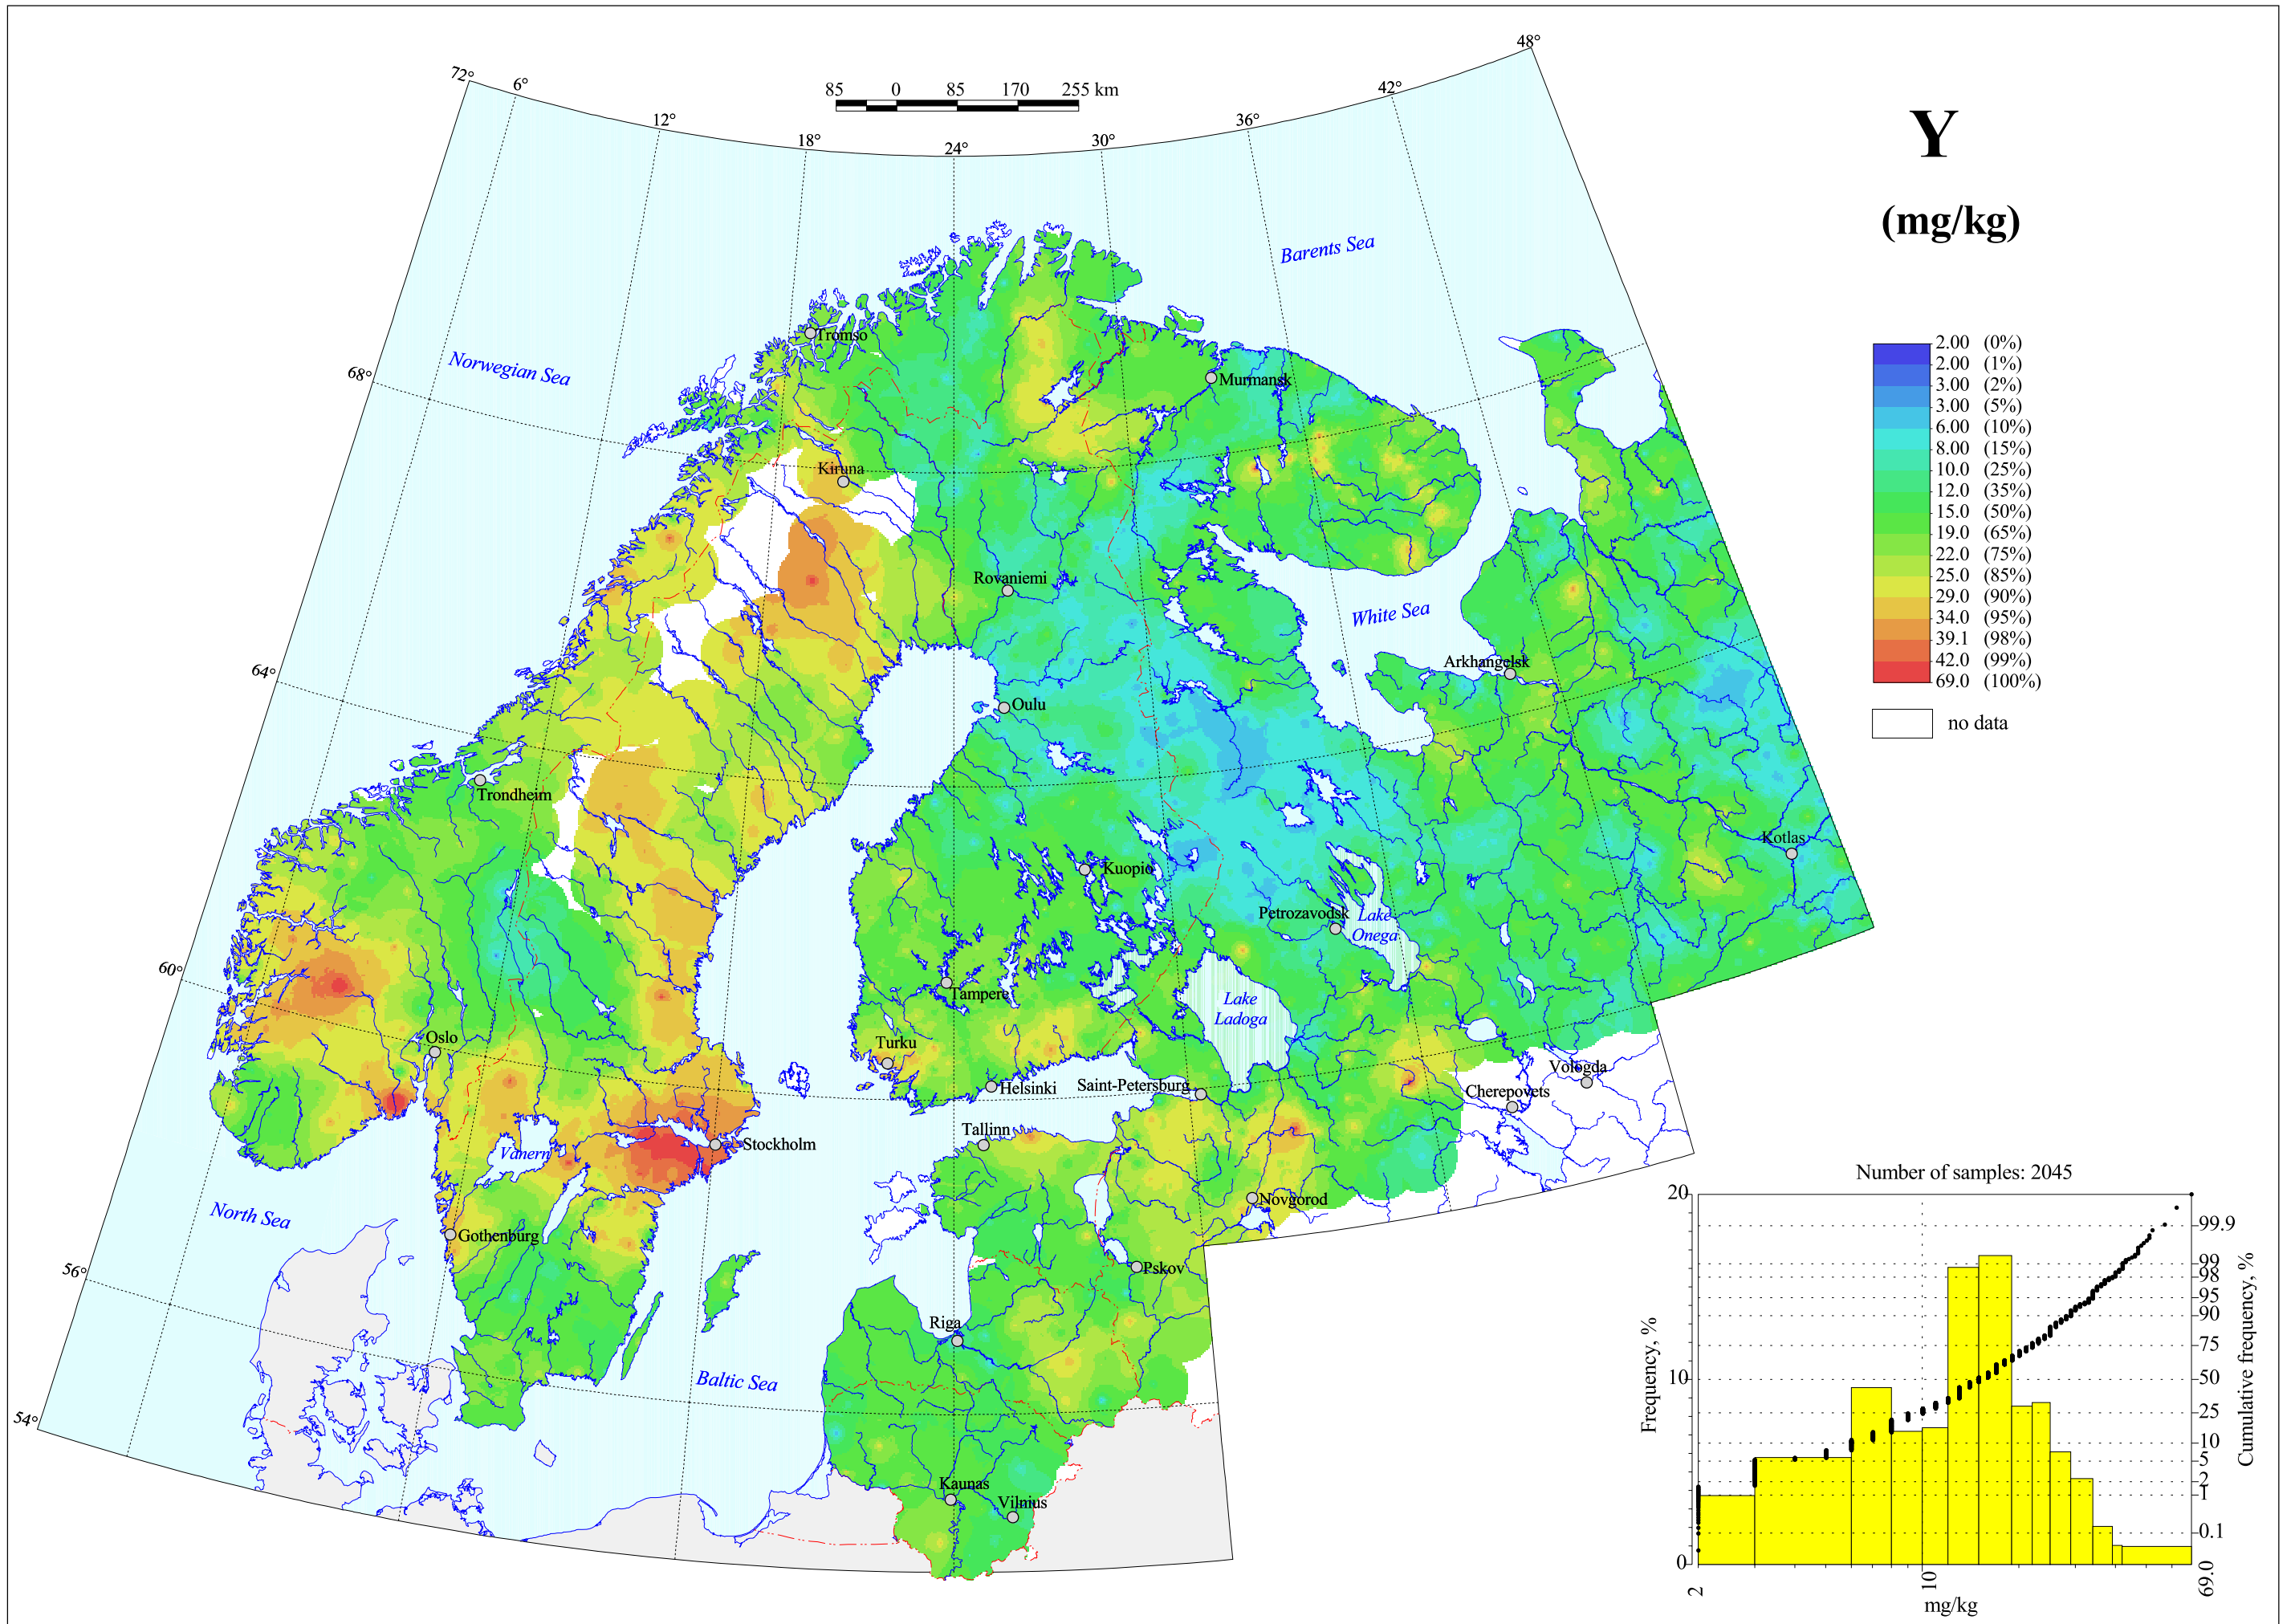 48°
72°
6°
42°
85 0 85 170 255 km
12°
36°
18°
30°
24°
Y
(mg/kg)
Barents Sea
Tromso
Norwegian Sea
68°
Murmansk
2.00 (0%)
2.00 (1%)
3.00 (2%)
3.00 (5%)
6.00 (10%)
8.00 (15%)
10.0 (25%)
12.0 (35%)
15.0 (50%)
19.0 (65%)
22.0 (75%)
25.0 (85%)
29.0 (90%)
34.0 (95%)
39.1 (98%)
42.0 (99%)
69.0 (100%)
no data
Kiruna
Rovaniemi
White Sea
Arkhangelsk
64°
Oulu
Trondheim
Kotlas
Kuopio
Petrozavodsk
Lake
Onega
60°
Tampere
Lake
Ladoga
Oslo
Turku
Helsinki
Saint-Petersburg
Vologda
Cherepovets
Tallinn
Stockholm
Vanern
Novgorod
North Sea
Gothenburg
Pskov
56°
Riga
Baltic Sea
54°
Kaunas
Vilnius
Number of samples: 2045
20
10
0
Frequency, %
99.9
99
98
95
90
75
50
25
10
5
2
1
0.1
Cumulative frequency, %
2
10
69.0
mg/kg